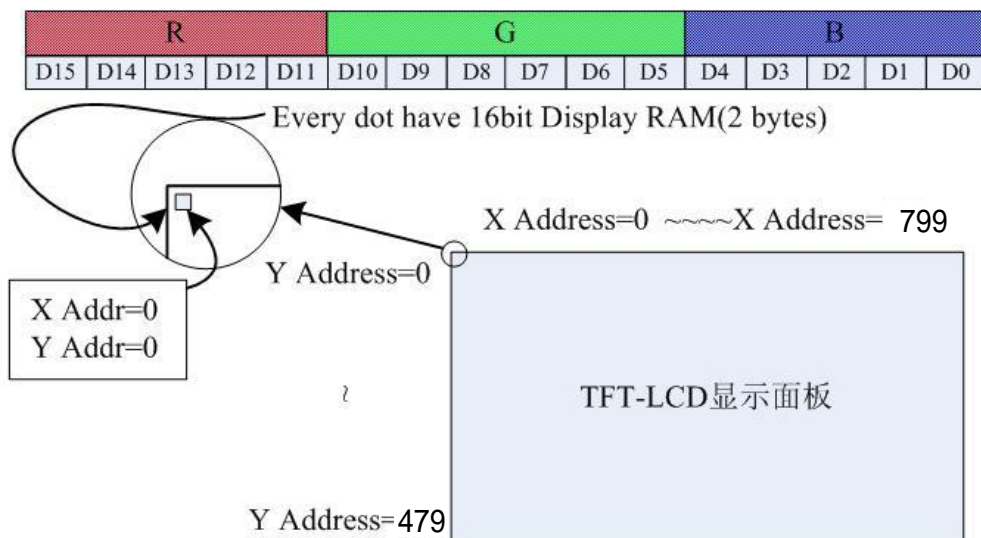 R G B
D15 D14 D13 D12 D11 D10 D9 D8 D7 D6 D5 D4 D3 D2 D1 D0
Every dot have 16bit Display RAM(2 bytes)
X Address=0 ~~~~X Address= 799
Y Address=0
X Addr=0
Y Addr=0
TFT-LCD显示面板
~
Y Address=479